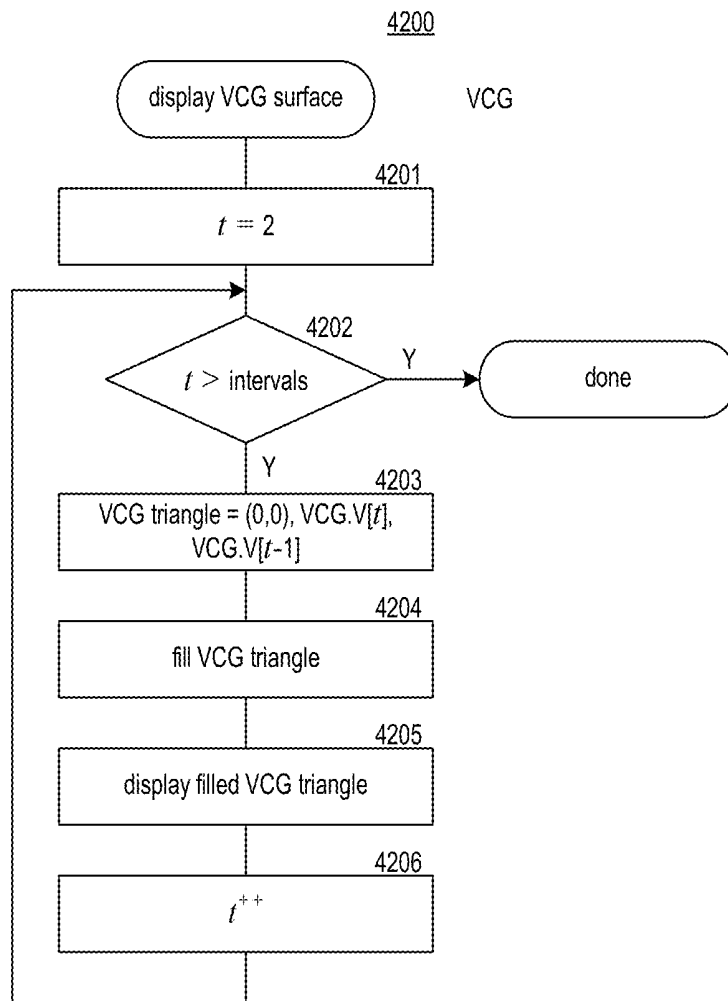 4200
display VCG surface
VCG
4201
t = 2
4202
t > intervals
Y
done
Y
4203
VCG triangle = (0,0), VCG.V[t],
VCG.V[t-1]
4204
fill VCG triangle
4205
display filled VCG triangle
4206
t++